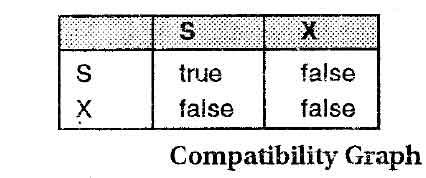 S X
S true false
X false false
Compatibility Graph